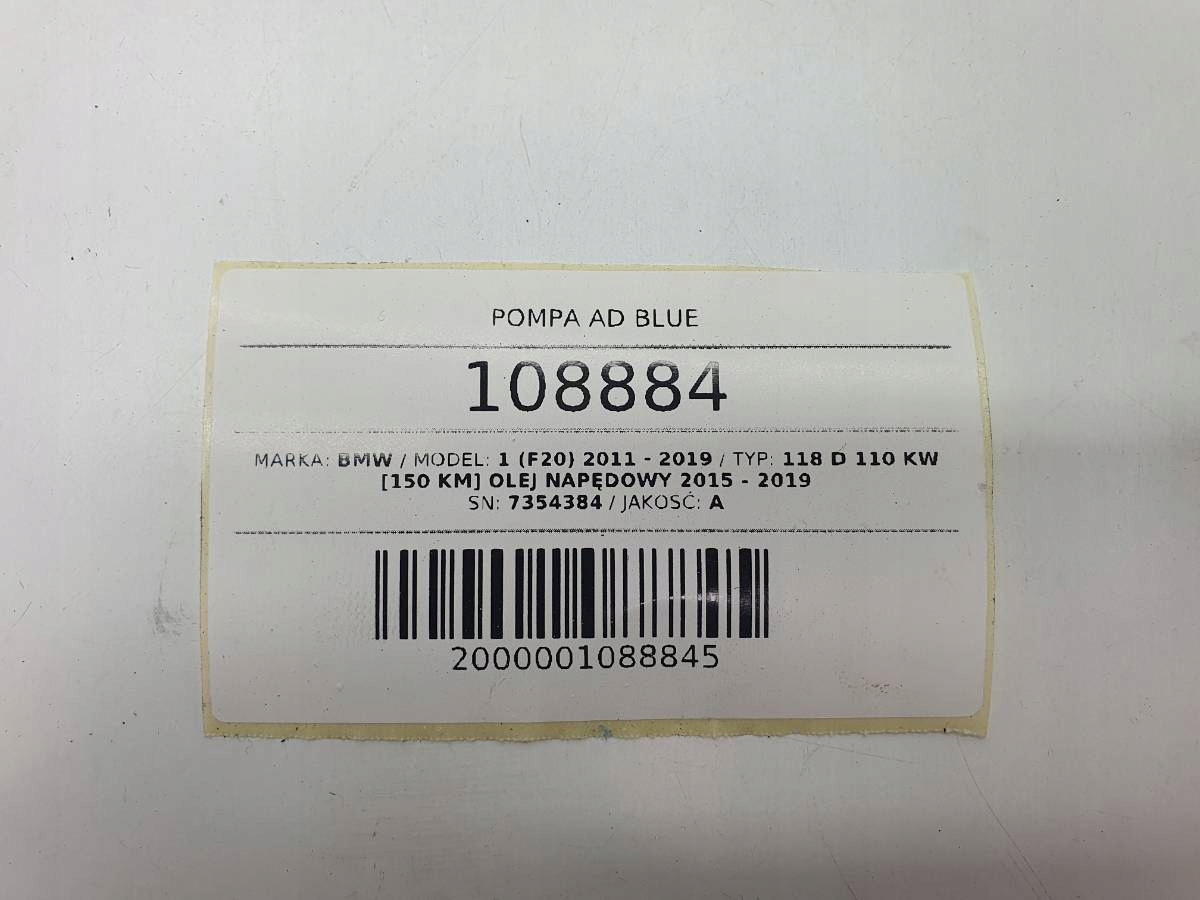 POMPA AD BLUE
108884
MARKA: BMW / MODEL: 1 (F20) 2011 - 2019 / TYP: 118 D 110 KW
[150 KM] OLEJ NAPĘDOWY 2015 - 2019
SN: 7354384 / JAKOŚĆ: A
2000001088845